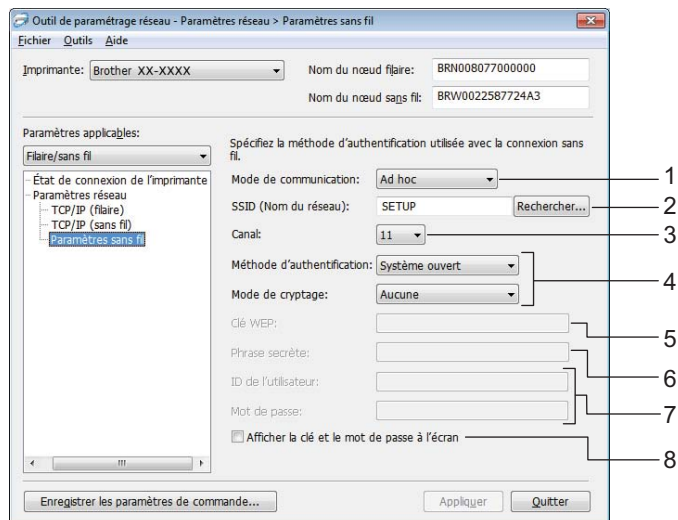 Outil de paramétrage réseau - Paramètres réseau > Paramètres sans fil
Fichier Outils Aide
Imprimante: Brother XX-XXXX
Nom du nœud filaire: BRN008077000000
Nom du nœud sans fil: BRW0022587724A3
Paramètres applicables:
Filaire/sans fil
État de connexion de l'imprimante
Paramètres réseau
TCP/IP (filaire)
TCP/IP (sans fil)
Paramètres sans fil
Spécifiez la méthode d'authentification utilisée avec la connexion sans
fil.
Mode de communication: Ad hoc 1
SSID (Nom du réseau): SETUP Rechercher... 2
Canal: 11 3
Méthode d'authentification: Système ouvert
4
Mode de cryptage: Aucune
Clé WEP: 5
Phrase secrète: 6
ID de l'utilisateur:
7
Mot de passe:
Afficher la clé et le mot de passe à l'écran 8
Enregistrer les paramètres de commande... Appliquer Quitter